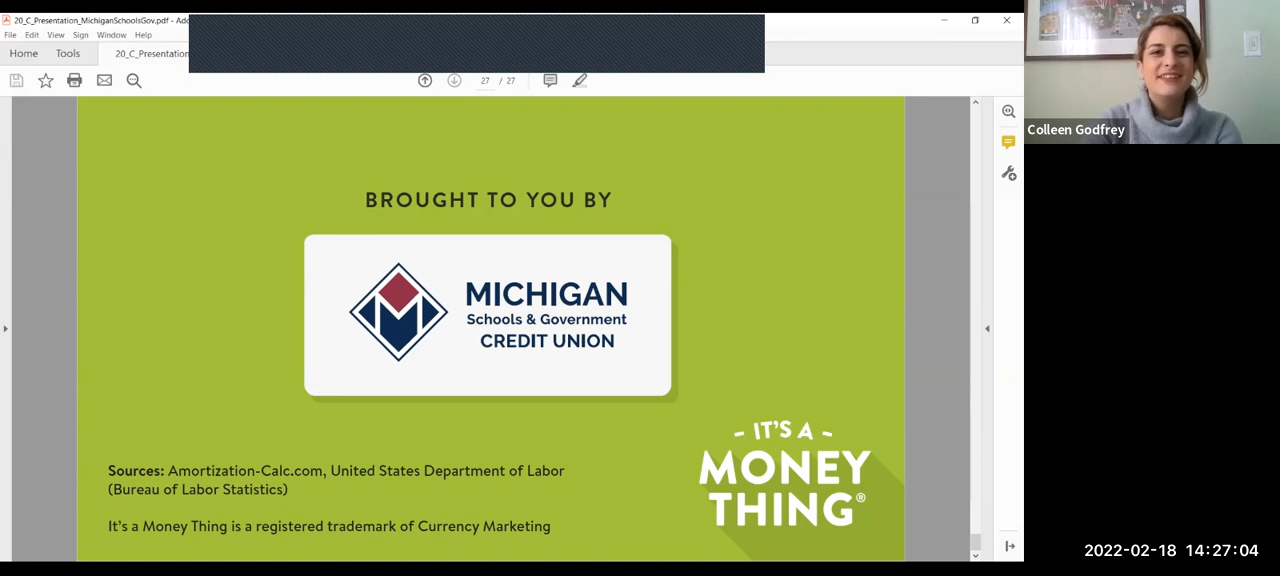 20_C_Presentation_MichiganSchoolsGov.pdf - Ado
File Edit View Sign Window Help
Home Tools 20_C_Presentation
27 / 27
Colleen Godfrey
BROUGHT TO YOU BY
MICHIGAN
Schools & Government
CREDIT UNION
- IT'S A -
MONEY
THING®
Sources: Amortization-Calc.com, United States Department of Labor
(Bureau of Labor Statistics)
It's a Money Thing is a registered trademark of Currency Marketing
2022-02-18 14:27:04